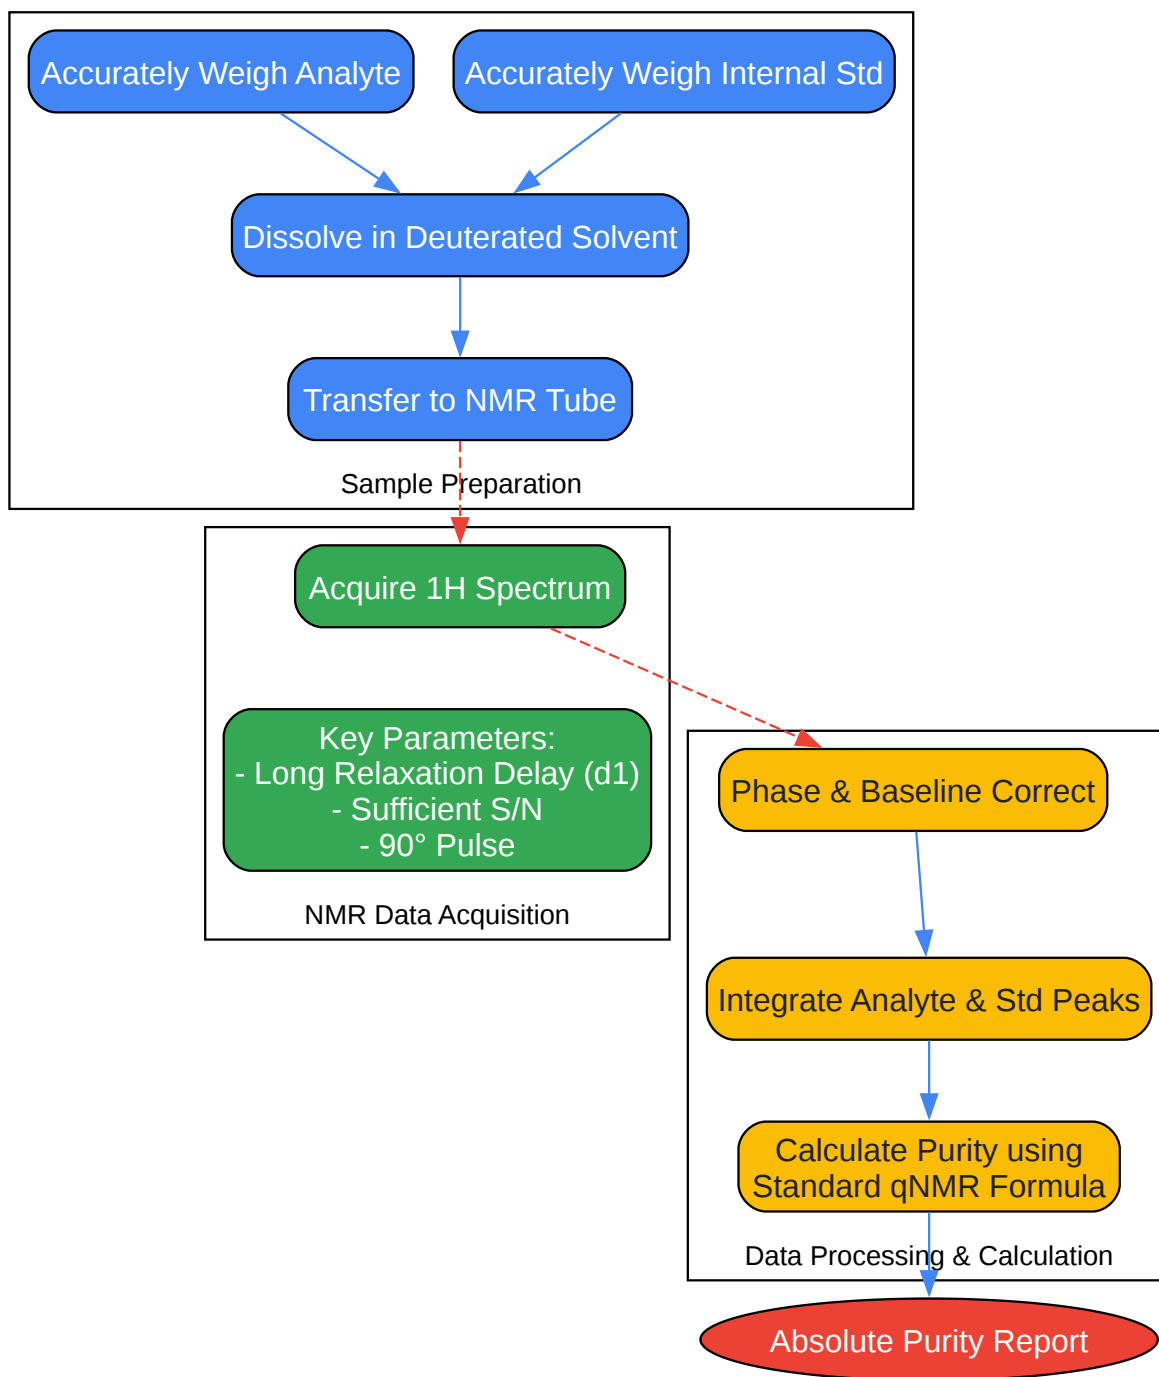 Accurately Weigh Analyte
Accurately Weigh Internal Std
Dissolve in Deuterated Solvent
Transfer to NMR Tube
Sample Preparation
Acquire 1H Spectrum
Key Parameters:
- Long Relaxation Delay (d1)
- Sufficient S/N
- 90° Pulse
NMR Data Acquisition
Phase & Baseline Correct
Integrate Analyte & Std Peaks
Calculate Purity using
Standard qNMR Formula
Data Processing & Calculation
Absolute Purity Report